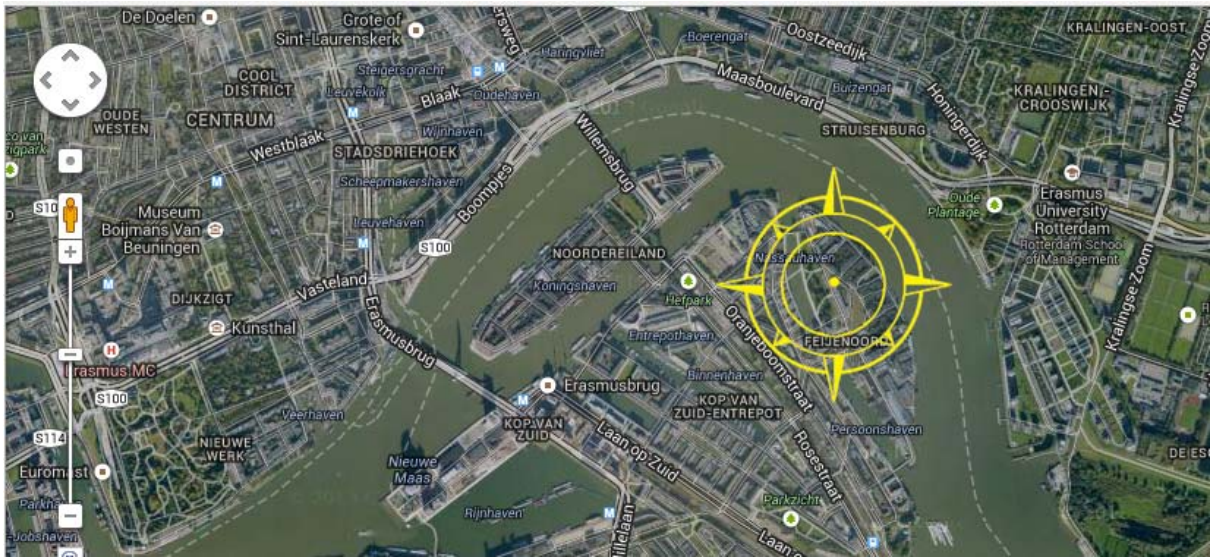 De Doelen
Grote of
Sint-Laurenskerk
Haringvliet
Boerengat
Oostzeedijk
KRALINGEN-OOST
Kralingse Zoom
Steigersgracht
COOL
DISTRICT
Leuvekolk
Blaak
Oudehaven
Maasboulevard
Buizengat
Honingerdijk
KRALINGEN -
CROOSWIJK
OUDE
WESTEN
CENTRUM
Wijnhaven
Willemsbrug
STRUISENBURG
Westblaak
STADSDRIEHOEK
Scheepmakershaven
Boompjes
Oude
Plantage
Erasmus
University
Rotterdam
Rotterdam School
of Management
Museum
Boijmans Van
Beuningen
Leuvehaven
S100
NOORDEREILAND
Nassauhaven
Koningshaven
Hefpark
Vasteland
DIJKZIGT
Kunsthal
Erasmusbrug
Entrepothaven
Oranjeboomstraat
FEIJENOORD
Kralingse Zoom
H
Erasmus MC
S100
Binnenhaven
Erasmusbrug
KOP VAN
ZUID-ENTREPOT
Veerhaven
KOP VAN
ZUID
Persoonshaven
S114
NIEUWE
WERK
Laan op Zuid
Rosestraat
Euromast
Nieuwe
Maas
Rijnhaven
Parkzicht
-Jobshaven